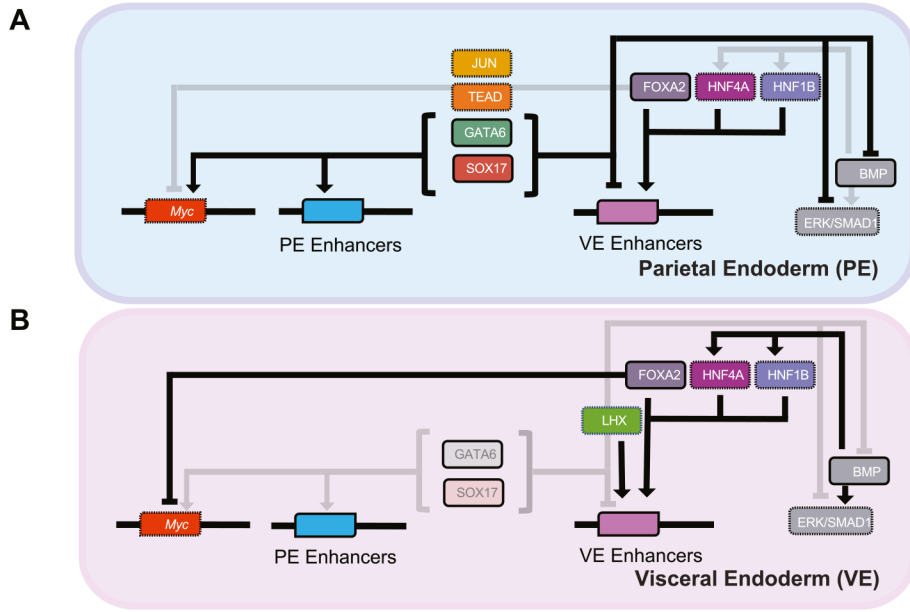 A
JUN
TEAD
FOXA2
HNF4A
HNF1B
GATA6
SOX17
BMP
Myc
ERK/SMAD1
PE Enhancers
VE Enhancers
Parietal Endoderm (PE)
B
FOXA2
HNF4A
HNF1B
LHX
GATA6
BMP
SOX17
Myc
ERK/SMAD1
PE Enhancers
VE Enhancers
Visceral Endoderm (VE)